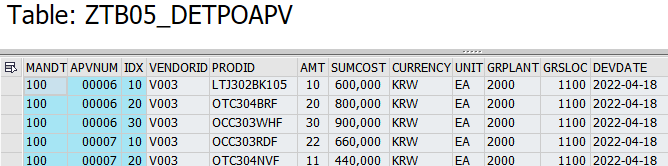 Table: ZTB05_DETPOAPV
MANDT APVNUM IDX VENDORID PRODID AMT SUMCOST CURRENCY UNIT GRPLANT GRSLOC DEVDATE
100 00006 10 V003 LTJ302BK105 10 600,000 KRW EA 2000 1100 2022-04-18
100 00006 20 V003 OTC304BRF 20 800,000 KRW EA 2000 1100 2022-04-18
100 00006 30 V003 OCC303WHF 30 900,000 KRW EA 2000 1100 2022-04-18
100 00007 10 V003 OCC303RDF 22 660,000 KRW EA 2000 1100 2022-04-18
100 00007 20 V003 OTC304NVF 11 440,000 KRW EA 2000 1100 2022-04-18